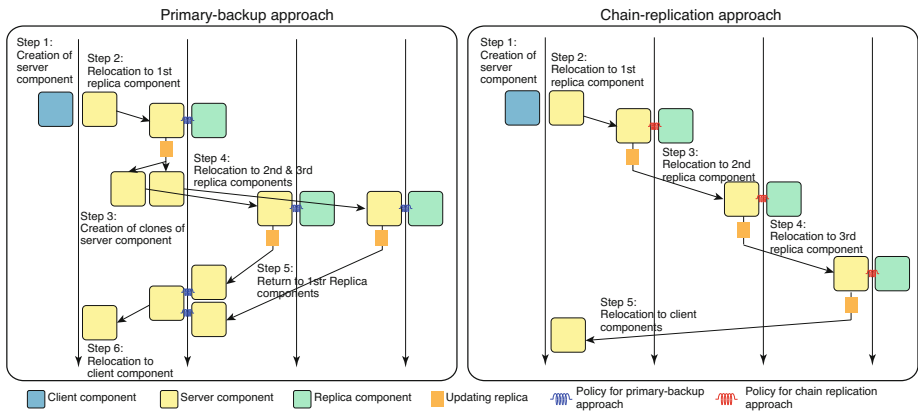 Primary-backup approach
Step 1:
Creation of
server
component
Step 2:
Relocation to 1st
replica component
Step 4:
Relocation to 2nd & 3rd
replica components
Step 3:
Creation of clones of
server component
Step 5:
Return to 1str Replica
components
Step 6:
Relocation to
client component
Chain-replication approach
Step 1:
Creation of
server
component
Step 2:
Relocation to 1st
replica component
Step 3:
Relocation to 2nd
replica component
Step 4:
Relocation to 3rd
replica component
Step 5:
Relocation to client
components
Client component
Server component
Replica component
Updating replica
Policy for primary-backup
approach
Policy for chain replication
approach